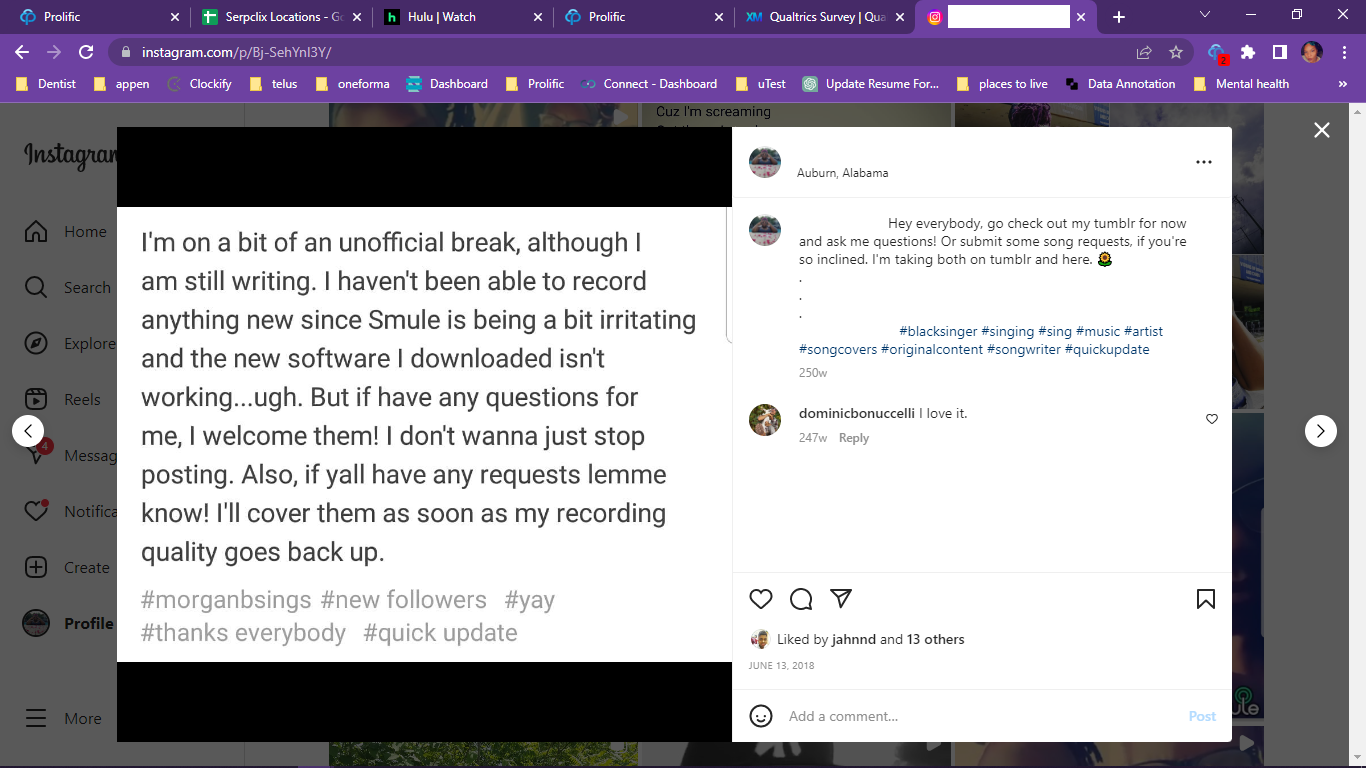 Prolific
Serpclix Locations - Go
Hulu | Watch
Prolific
Qualtrics Survey | Qua
instagram.com/p/Bj-SehYnI3Y/
2
Dentist
appen
Clockify
telus
oneforma
Dashboard
Prolific
Connect - Dashboard
uTest
Update Resume For...
places to live
Data Annotation
Mental health
»
Cuz I'm screaming
Instagram
Home
Search
Explore
Reels
4
Messag
Notifica
Create
Profile
More
I'm on a bit of an unofficial break, although I
am still writing. I haven't been able to record
anything new since Smule is being a bit irritating
and the new software I downloaded isn't
working...ugh. But if have any questions for
me, I welcome them! I don't wanna just stop
posting. Also, if yall have any requests lemme
know! I'll cover them as soon as my recording
quality goes back up.
#morganbsings #new followers #yay
#thanks everybody #quick update
Auburn, Alabama
Hey everybody, go check out my tumblr for now
and ask me questions! Or submit some song requests, if you're
so inclined. I'm taking both on tumblr and here. 🌻
.
.
.
#blacksinger #singing #sing #music #artist
#songcovers #originalcontent #songwriter #quickupdate
250w
dominicbonuccelli I love it.
247w Reply
Liked by jahnnd and 13 others
JUNE 13, 2018
Add a comment...
Post